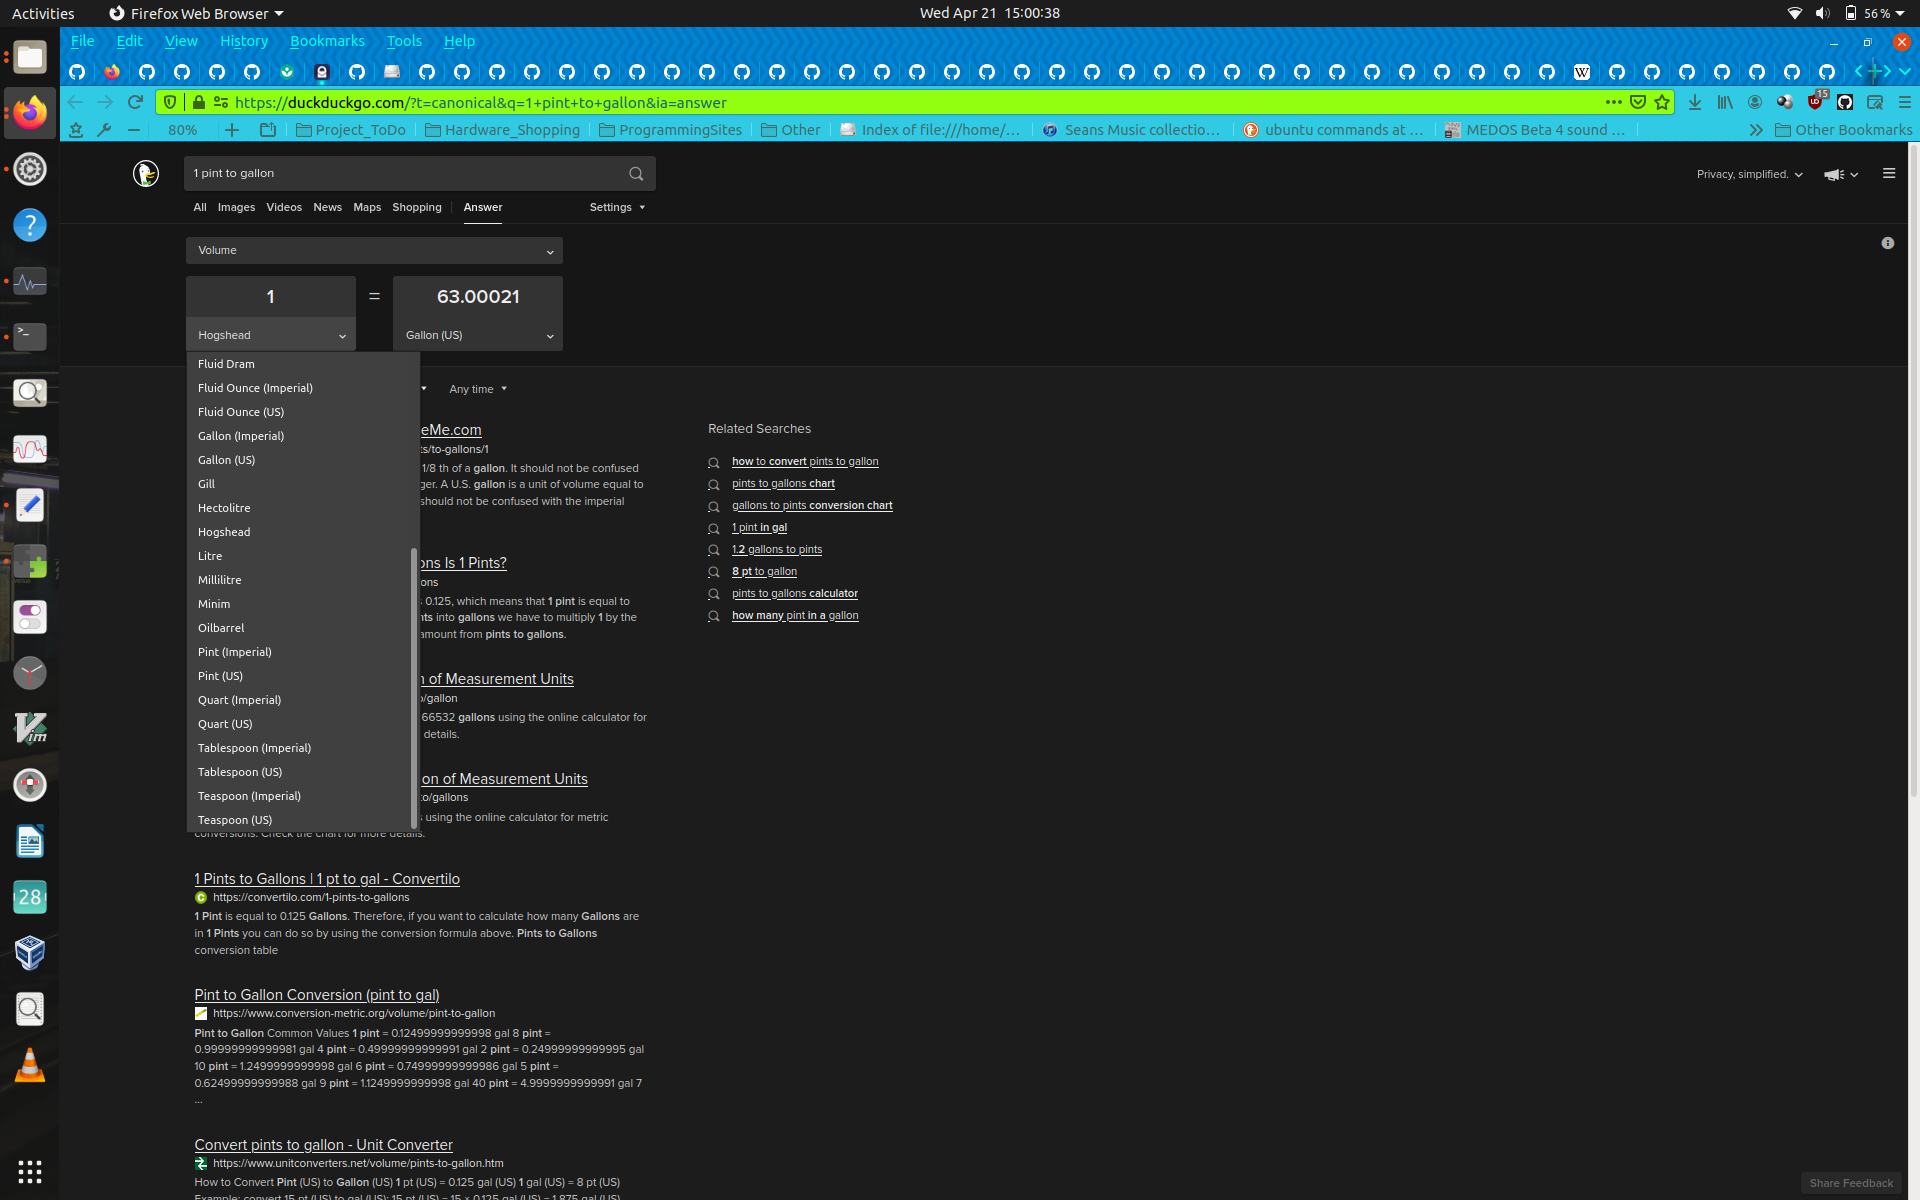 Activities
Firefox Web Browser
Wed Apr 21 15:00:38
56 %
File Edit View History Bookmarks Tools Help
W
https://duckduckgo.com/?t=canonical&q=1+pint+to+gallon&ia=answer
15
80%
Project_ToDo
Hardware_Shopping
ProgrammingSites
Other
Index of file:///home/...
Seans Music collectio...
ubuntu commands at ...
MEDOS Beta 4 sound ...
Other Bookmarks
1 pint to gallon
Privacy, simplified.
All Images Videos News Maps Shopping Answer Settings
Volume
1 = 63.00021
Hogshead
Gallon (US)
Fluid Dram
Fluid Ounce (Imperial)
Fluid Ounce (US)
Gallon (Imperial)
Gallon (US)
Gill
Hectolitre
Hogshead
Litre
Millilitre
Minim
Oilbarrel
Pint (Imperial)
Pint (US)
Quart (Imperial)
Quart (US)
Tablespoon (Imperial)
Tablespoon (US)
Teaspoon (Imperial)
Teaspoon (US)
Any time
eMe.com
ts/to-gallons/1
1/8 th of a gallon. It should not be confused
ger. A U.S. gallon is a unit of volume equal to
should not be confused with the imperial
ons Is 1 Pints?
ons
0.125, which means that 1 pint is equal to
nts into gallons we have to multiply 1 by the
amount from pints to gallons.
n of Measurement Units
o/gallon
66532 gallons using the online calculator for
details.
on of Measurement Units
to/gallons
s using the online calculator for metric
conversions. Check the chart for more details.
1 Pints to Gallons | 1 pt to gal - Convertilo
https://convertilo.com/1-pints-to-gallons
1 Pint is equal to 0.125 Gallons. Therefore, if you want to calculate how many Gallons are
in 1 Pints you can do so by using the conversion formula above. Pints to Gallons
conversion table
Pint to Gallon Conversion (pint to gal)
https://www.conversion-metric.org/volume/pint-to-gallon
Pint to Gallon Common Values 1 pint = 0.12499999999998 gal 8 pint =
0.99999999999981 gal 4 pint = 0.49999999999991 gal 2 pint = 0.24999999999995 gal
10 pint = 1.2499999999998 gal 6 pint = 0.74999999999986 gal 5 pint =
0.62499999999988 gal 9 pint = 1.1249999999998 gal 40 pint = 4.9999999999991 gal 7
...
Convert pints to gallon - Unit Converter
https://www.unitconverters.net/volume/pints-to-gallon.htm
How to Convert Pint (US) to Gallon (US) 1 pt (US) = 0.125 gal (US) 1 gal (US) = 8 pt (US)
Example: convert 15 pt (US) to gal (US): 15 pt (US) = 15 × 0.125 gal (US) = 1.875 gal (US)
Related Searches
how to convert pints to gallon
pints to gallons chart
gallons to pints conversion chart
1 pint in gal
1.2 gallons to pints
8 pt to gallon
pints to gallons calculator
how many pint in a gallon
Share Feedback
28
Vim